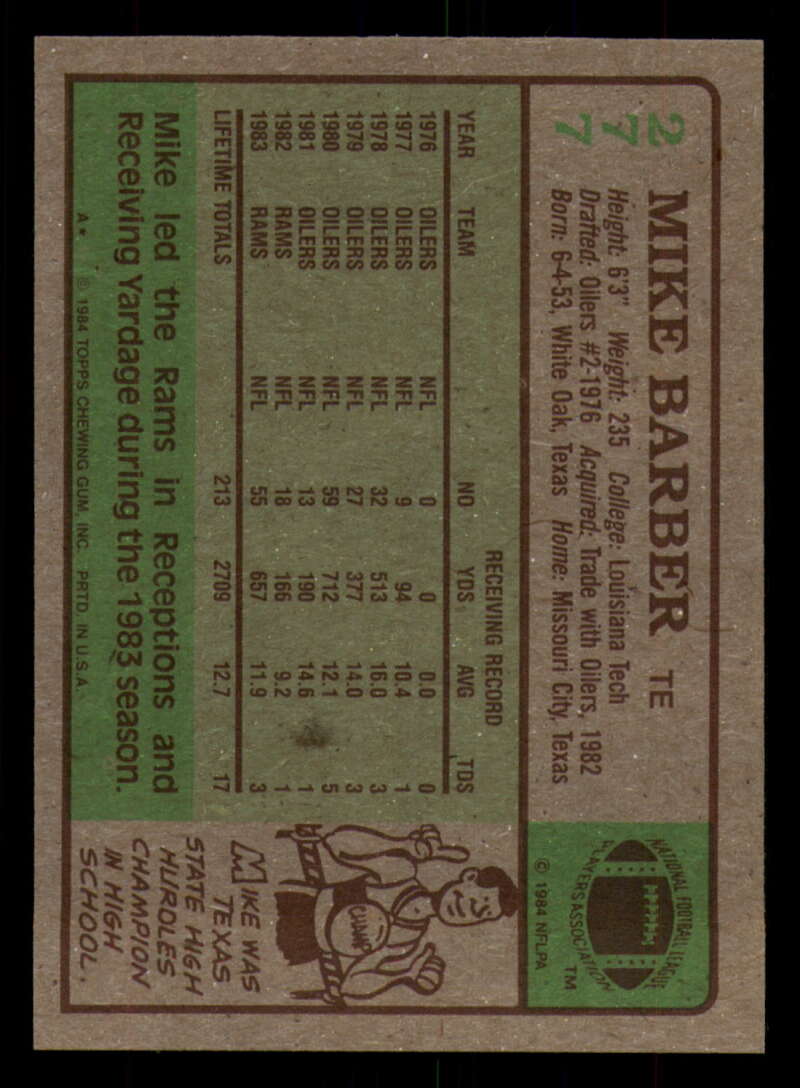 277
MIKE BARBER TE
Height: 6'3" Weight: 235 College: Louisiana Tech
Drafted: Oilers #2-1976 Acquired: Trade with Oilers, 1982
Born: 6-4-53, White Oak, Texas Home: Missouri City, Texas
NATIONAL FOOTBALL LEAGUE
PLAYERS ASSOCIATION
TM
© 1984 NFLPA
RECEIVING RECORD
YEAR TEAM NO YDS AVG TDS
1976 OILERS NFL 0 0 0.0 0
1977 OILERS NFL 9 94 10.4 1
1978 OILERS NFL 32 513 16.0 3
1979 OILERS NFL 27 377 14.0 3
1980 OILERS NFL 59 712 12.1 5
1981 OILERS NFL 13 190 14.6 1
1982 RAMS NFL 18 166 9.2 1
1983 RAMS NFL 55 657 11.9 3
LIFETIME TOTALS 213 2709 12.7 17
Mike led the Rams in Receptions and
Receiving Yardage during the 1983 season.
A* © 1984 TOPPS CHEWING GUM, INC. PRTD. IN U.S.A.
CHAMP
MIKE WAS
TEXAS
STATE HIGH
HURDLES
CHAMPION
IN HIGH
SCHOOL.